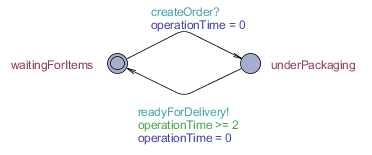 createOrder?
operationTime = 0
waitingForItems
underPackaging
readyForDelivery!
operationTime >= 2
operationTime = 0